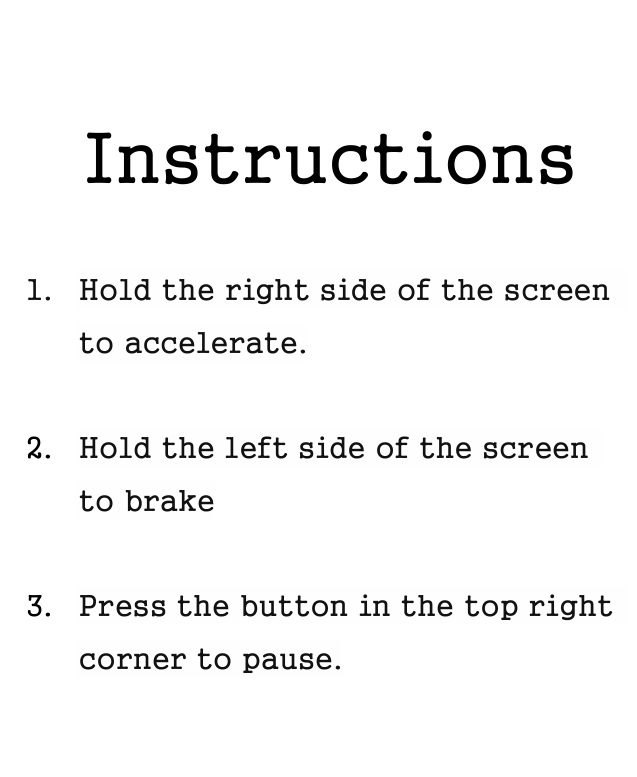 Instructions
1. Hold the right side of the screen
to accelerate.
2. Hold the left side of the screen
to brake
3. Press the button in the top right
corner to pause.